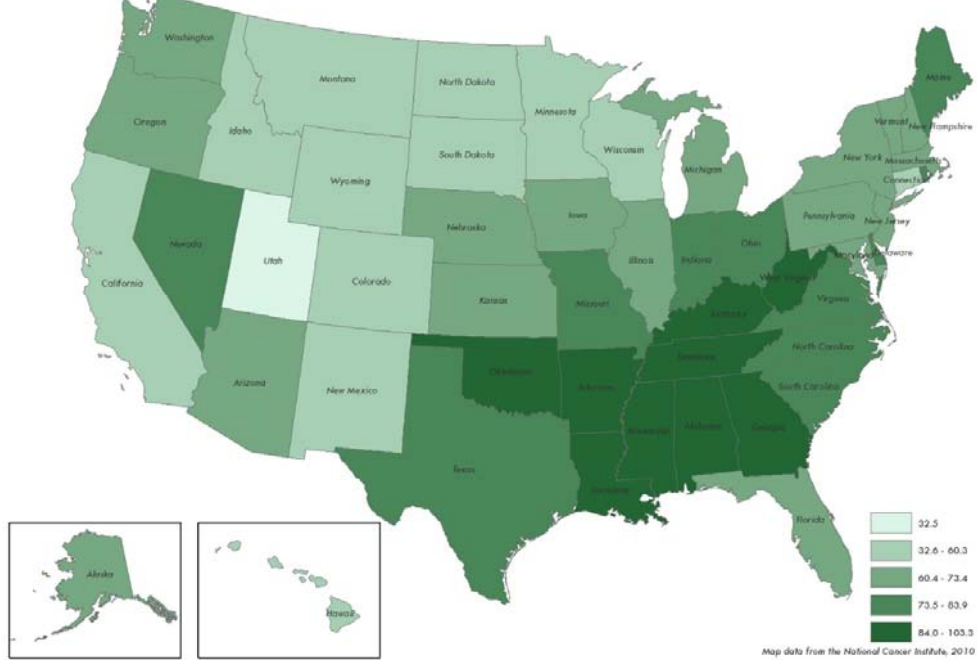 Washington
Montana
North Dakota
Minnesota
Maine
Oregon
Idaho
South Dakota
Wisconsin
Michigan
Vermont
New Hampshire
New York
Massachusetts
Wyoming
Connecticut
Nebraska
Iowa
Pennsylvania
New Jersey
Nevada
Utah
California
Colorado
Kansas
Illinois
Indiana
Ohio
Maryland
Delaware
West Virginia
Virginia
Missouri
Kentucky
Arizona
New Mexico
Oklahoma
Arkansas
Tennessee
North Carolina
South Carolina
Texas
Louisiana
Mississippi
Alabama
Georgia
Florida
Alaska
Hawaii
32.5
32.6 - 60.3
60.4 - 73.4
73.5 - 83.9
84.0 - 103.3
Map data from the National Cancer Institute, 2010